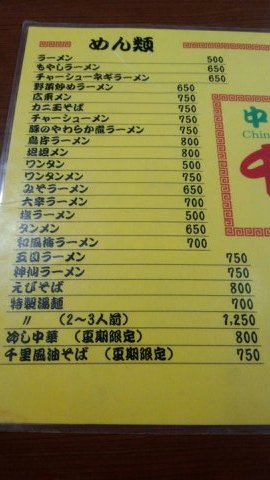 めん類
ラーメン 500
もやしラーメン 650
チャーシューネギラーメン 650
野菜炒めラーメン 650
広東メン 750
カニ玉そば 750
チャーシューメン 750
豚のやわらか煮ラーメン 750
鳥唐ラーメン 800
坦坦メン 800
ワンタン 500
ワンタンメン 750
みそラーメン 650
大辛ラーメン 700
塩ラーメン 500
タンメン 650
和風梅ラーメン 700
五目ラーメン 750
神仙ラーメン 750
えびそば 800
特製湯麺 700
〃 (2〜3人前) 1,250
冷し中華 (夏期限定) 800
千里風油そば (夏期限定) 750
中
Chin